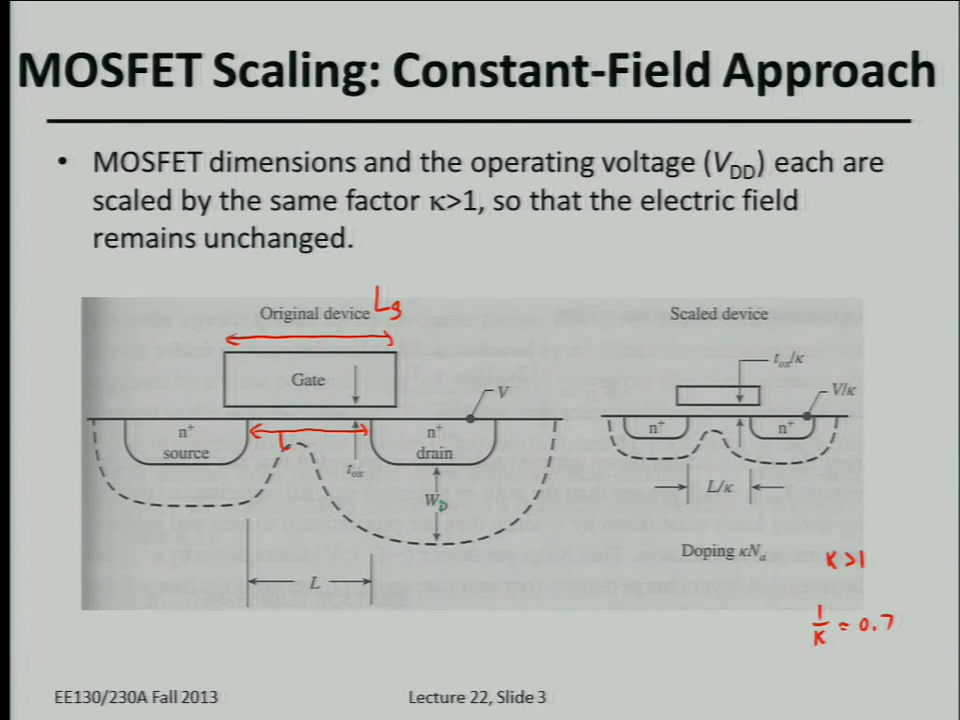 MOSFET Scaling: Constant-Field Approach
• MOSFET dimensions and the operating voltage (VDD) each are
scaled by the same factor κ>1, so that the electric field
remains unchanged.
Original device Lg
Scaled device
Gate
tox/κ
V
V/κ
n+
source
L
tox
n+
drain
WD
n+
n+
L/κ
L
Doping κNa
K>1
1/K = 0.7
EE130/230A Fall 2013
Lecture 22, Slide 3